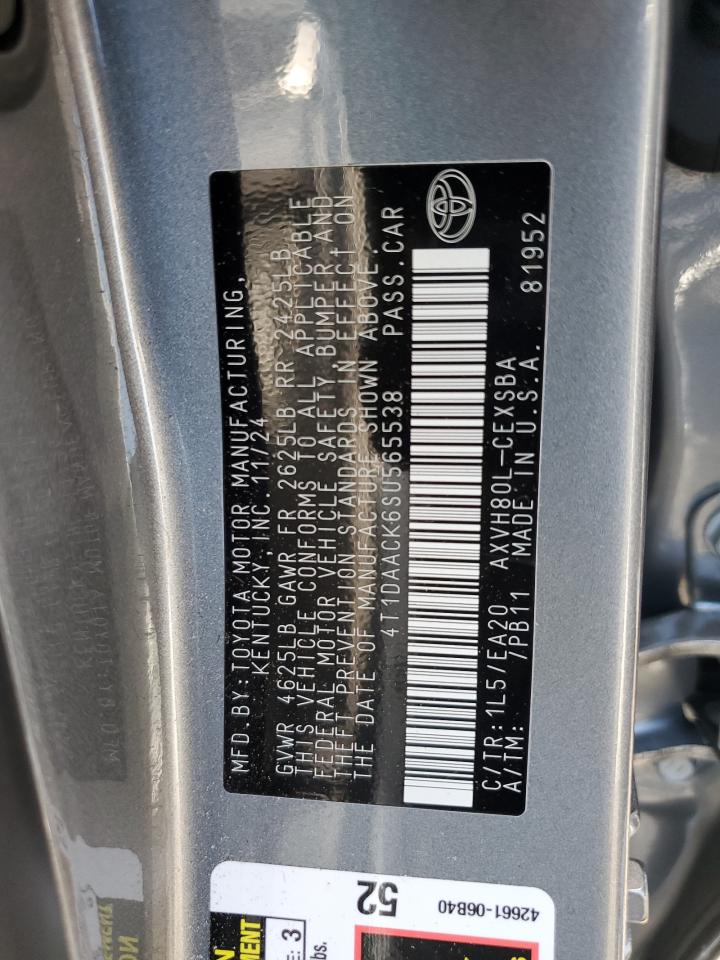 MFD. BY: TOYOTA MOTOR MANUFACTURING,
KENTUCKY, INC. 11/24
GVWR 4625LB GAWR FR 2625LB RR 2425LB
THIS VEHICLE CONFORMS TO ALL APPLICABLE
FEDERAL MOTOR VEHICLE SAFETY, BUMPER, AND
THEFT PREVENTION STANDARDS IN EFFECT ON
THE DATE OF MANUFACTURE SHOWN ABOVE.
4T1DAACK6SU565538 PASS. CAR
C/TR: 1L5/EA20 AXVH80L-CEXSBA
A/TM: /PB11 MADE IN U.S.A. 81952
52
42661-06B40
3
lbs.